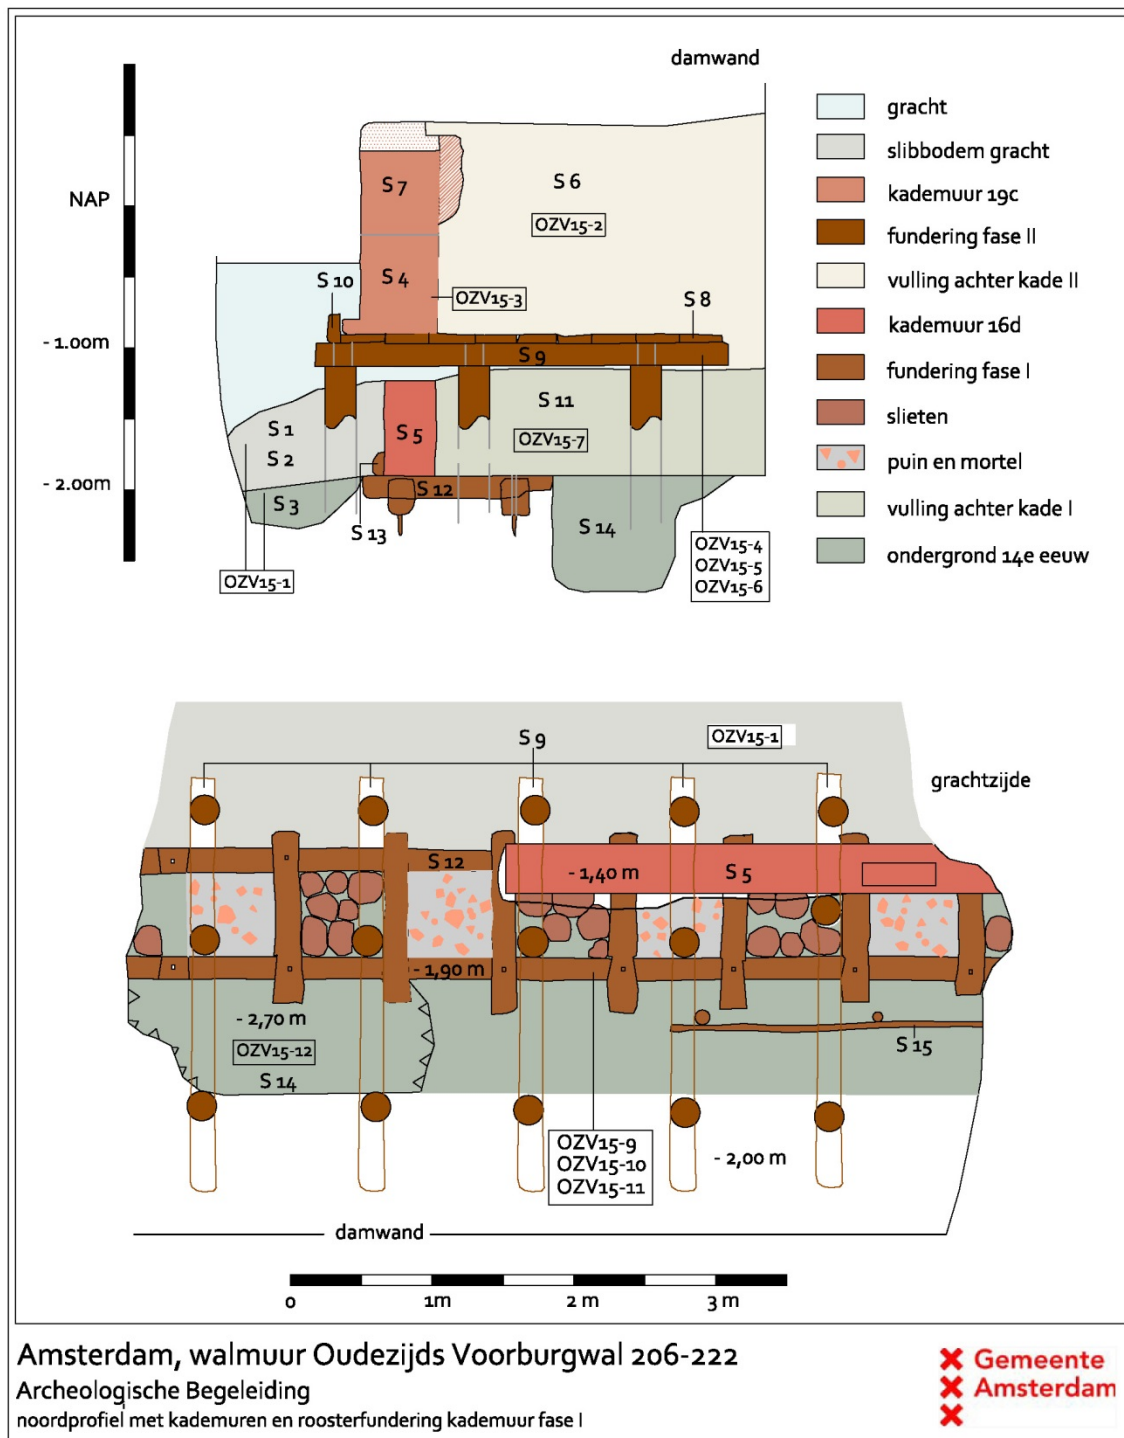 damwand
gracht
slibbodem gracht
kademuur 19c
fundering fase II
vulling achter kade II
kademuur 16d
fundering fase I
slieten
puin en mortel
vulling achter kade I
ondergrond 14e eeuw
NAP
- 1.00m
- 2.00m
S 7
S 6
OZV15-2
S 10
S 4
OZV15-3
S 8
S 9
S 1
S 2
S 3
S 5
S 11
OZV15-7
S 12
S 13
S 14
OZV15-1
OZV15-4
OZV15-5
OZV15-6
S 9
OZV15-1
grachtzijde
S 12
- 1,40 m
S 5
- 1,90 m
- 2,70 m
OZV15-12
S 14
S 15
OZV15-9
OZV15-10
OZV15-11
- 2,00 m
damwand
0 1m 2 m 3 m
Amsterdam, walmuur Oudezijds Voorburgwal 206-222
Archeologische Begeleiding
noordprofiel met kademuren en roosterfundering kademuur fase I
Gemeente
Amsterdam